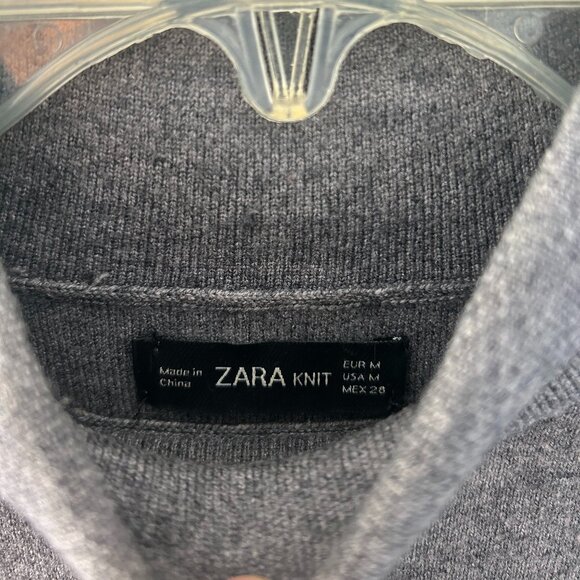 Made in
China
ZARA KNIT
EUR M
USA M
MEX 28